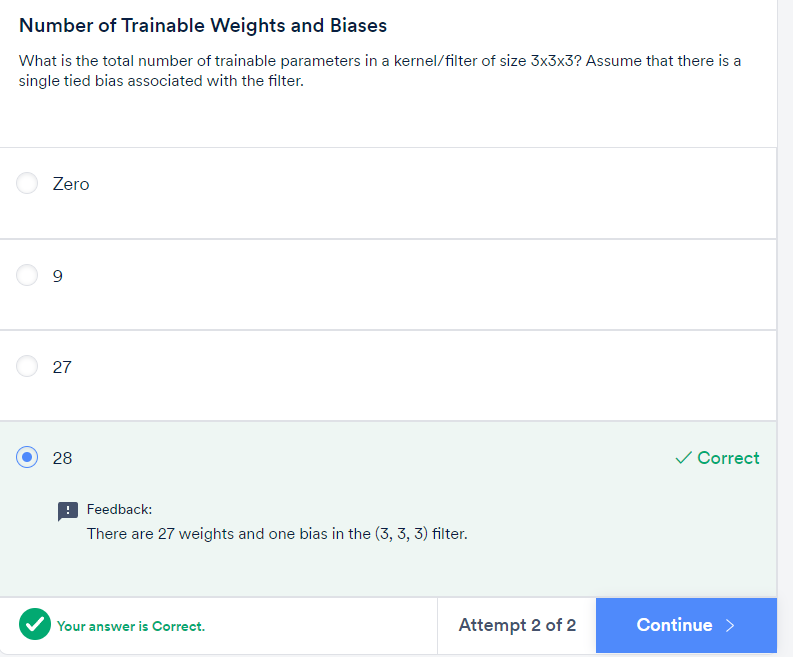 Number of Trainable Weights and Biases
What is the total number of trainable parameters in a kernel/filter of size 3x3x3? Assume that there is a
single tied bias associated with the filter.
Zero
9
27
28
Correct
Feedback:
There are 27 weights and one bias in the (3, 3, 3) filter.
Your answer is Correct.
Attempt 2 of 2
Continue